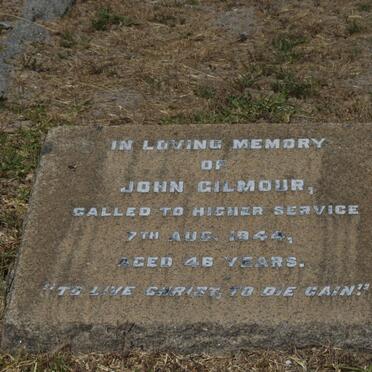 IN LOVING MEMORY
OF
JOHN GILMOUR,
CALLED TO HIGHER SERVICE
7TH AUG. 1944,
AGED 46 YEARS.
"TO LIVE CHRIST, TO DIE GAIN."